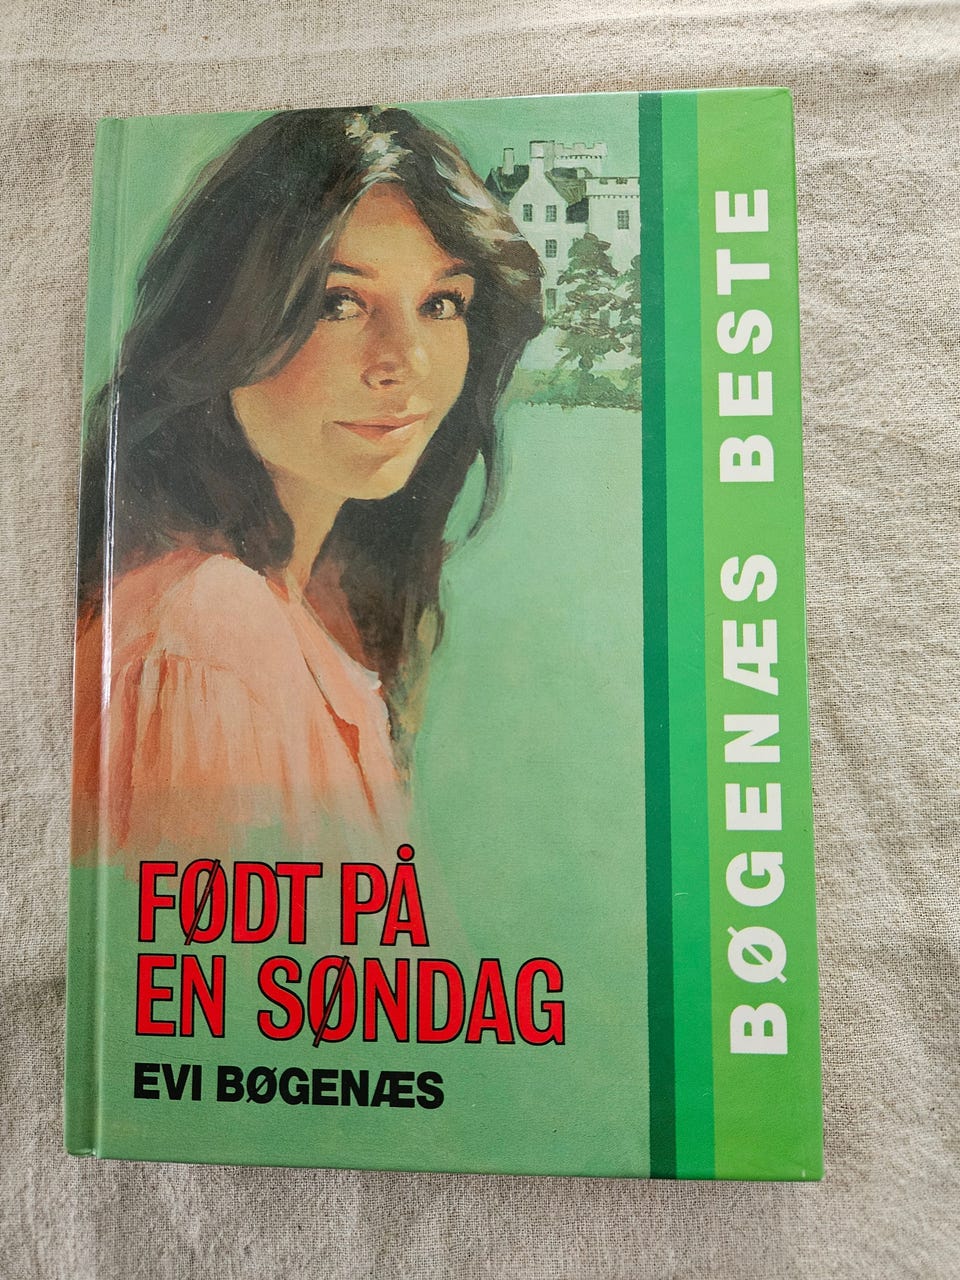 FØDT PÅ
EN SØNDAG
EVI BØGENÆS
BØGENÆS BESTE